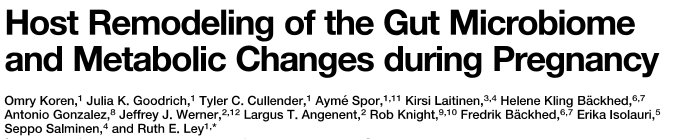 Host Remodeling of the Gut Microbiome
and Metabolic Changes during Pregnancy
Omry Koren,1 Julia K. Goodrich,1 Tyler C. Cullender,1 Aymé Spor,1,11 Kirsi Laitinen,3,4 Helene Kling Bäckhed,6,7
Antonio Gonzalez,8 Jeffrey J. Werner,2,12 Largus T. Angenent,2 Rob Knight,9,10 Fredrik Bäckhed,6,7 Erika Isolauri,5
Seppo Salminen,4 and Ruth E. Ley1,*